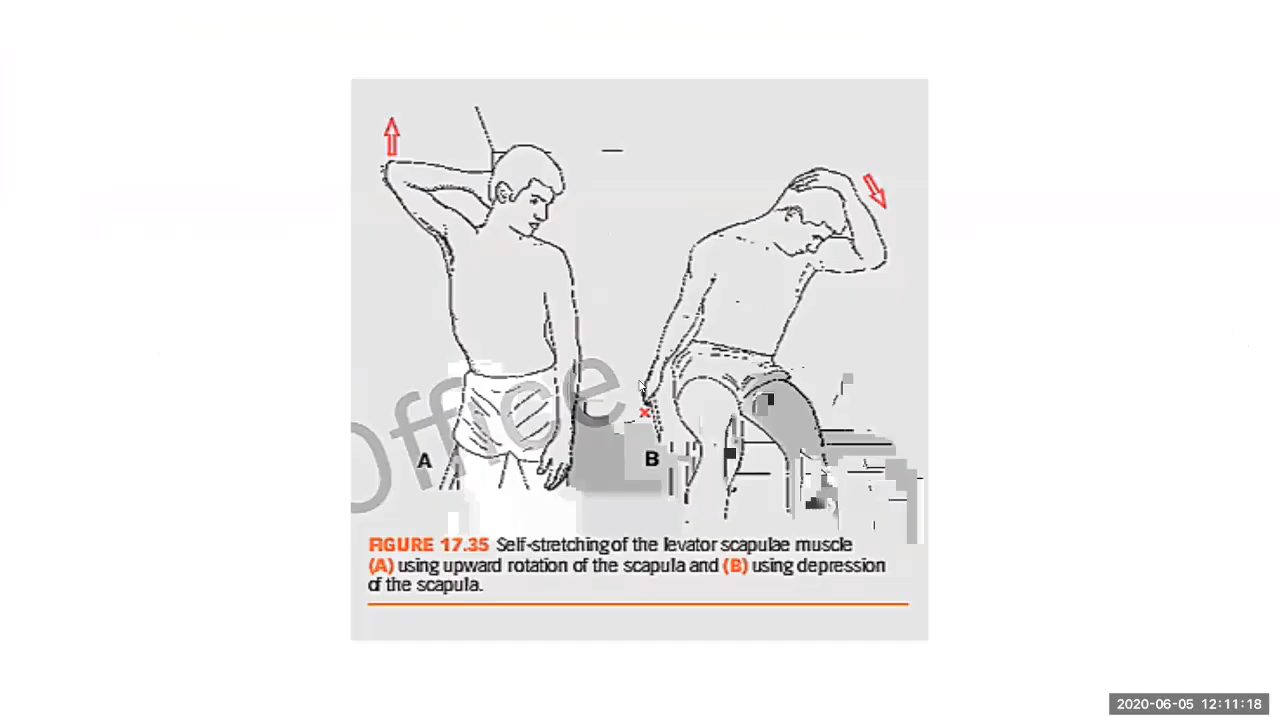 Office
A
B
FIGURE 17.35 Self-stretching of the levator scapulae muscle
(A) using upward rotation of the scapula and (B) using depression
of the scapula.
2020-06-05 12:11:18